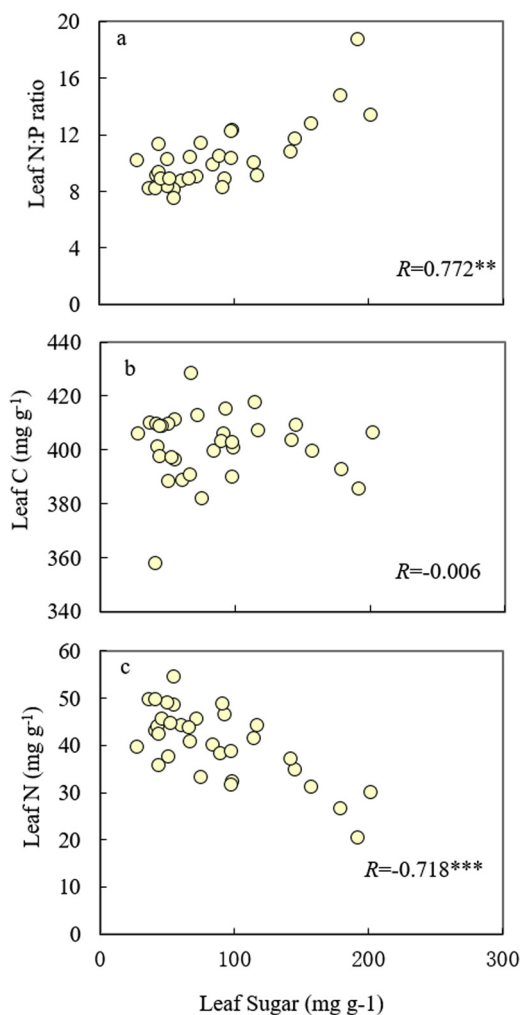 20
a
16
12
Leaf N:P ratio
8
4
R=0.772**
0
440
b
420
400
Leaf C (mg g-1)
380
360
R=-0.006
340
60
c
50
40
Leaf N (mg g-1)
30
20
R=-0.718***
10
0
0 100 200 300
Leaf Sugar (mg g-1)